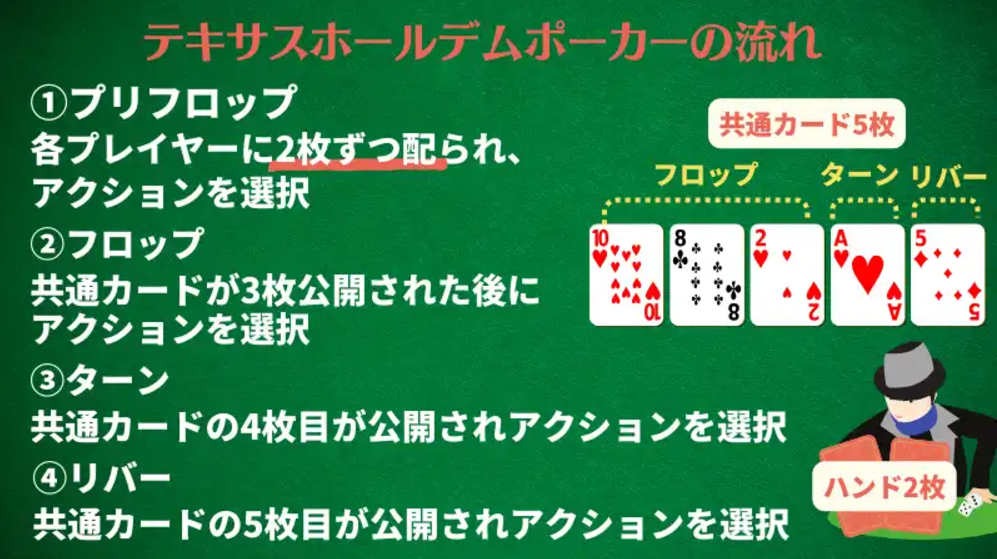 テキサスホールデムポーカーの流れ
①プリフロップ
各プレイヤーに2枚ずつ配られ、
アクションを選択
②フロップ
共通カードが3枚公開された後に
アクションを選択
③ターン
共通カードの4枚目が公開されアクションを選択
④リバー
共通カードの5枚目が公開されアクションを選択
共通カード5枚
フロップ ターン リバー
10 8 2 A 5
10 8 2 A 5
ハンド2枚